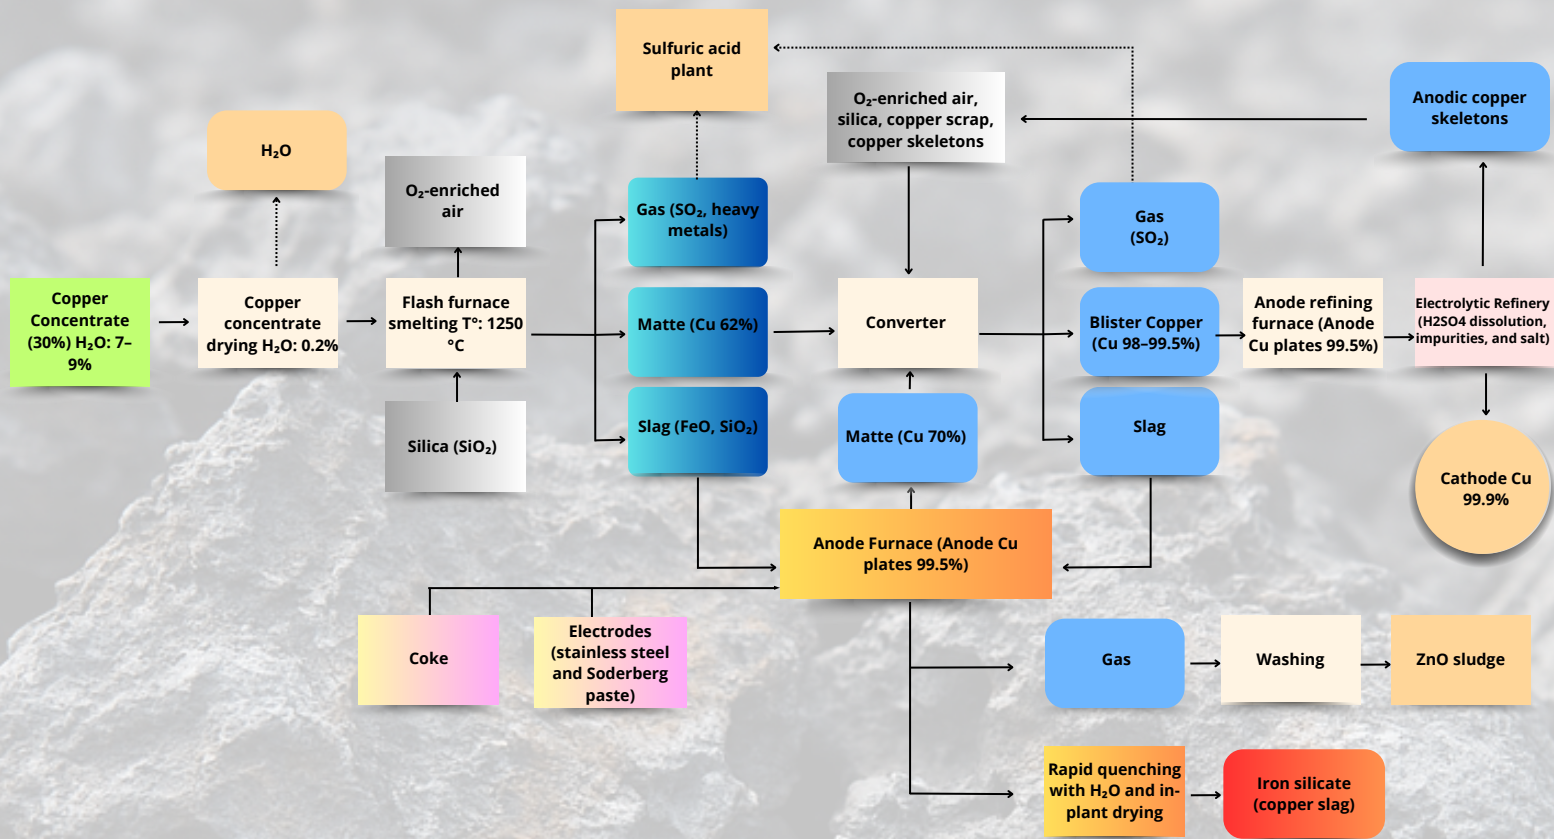 Sulfuric acid
plant
O₂-enriched air,
silica, copper scrap,
copper skeletons
Anodic copper
skeletons
H₂O
O₂-enriched
air
Gas (SO₂, heavy
metals)
Gas
(SO₂)
Copper
Concentrate
(30%) H₂O: 7–
9%
Copper
concentrate
drying H₂O: 0.2%
Flash furnace
smelting T°: 1250
°C
Matte (Cu 62%)
Converter
Blister Copper
(Cu 98–99.5%)
Anode refining
furnace (Anode
Cu plates 99.5%)
Electrolytic Refinery
(H2SO4 dissolution,
impurities, and salt)
Silica (SiO₂)
Slag (FeO, SiO₂)
Matte (Cu 70%)
Slag
Cathode Cu
99.9%
Anode Furnace (Anode Cu
plates 99.5%)
Coke
Electrodes
(stainless steel
and Soderberg
paste)
Gas
Washing
ZnO sludge
Rapid quenching
with H₂O and in-
plant drying
Iron silicate
(copper slag)